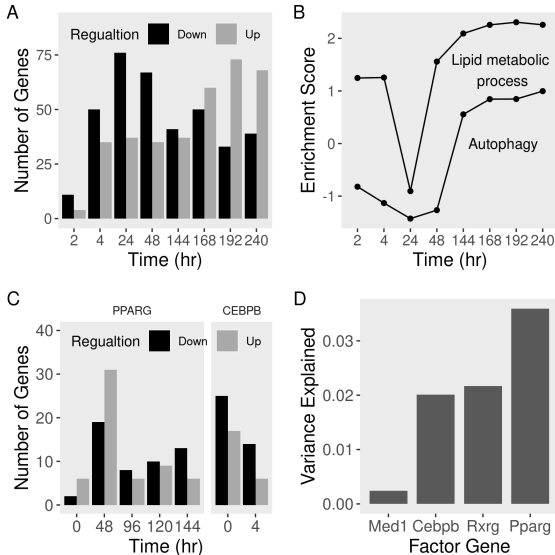 A
Regualtion Down Up
Number of Genes
75
50
25
0
2 4 24 48 144 168 192 240
Time (hr)
B
Enrichment Score
2
1
0
-1
Lipid metabolic
process
Autophagy
2 4 24 48 144 168 192 240
Time (hr)
C
PPARG CEBPB
Regualtion Down Up
Number of Genes
40
30
20
10
0
0 48 96 120 144 0 4
Time (hr)
D
Variance Explained
0.03
0.02
0.01
0.00
Med1 Cebpb Rxrg Pparg
Factor Gene